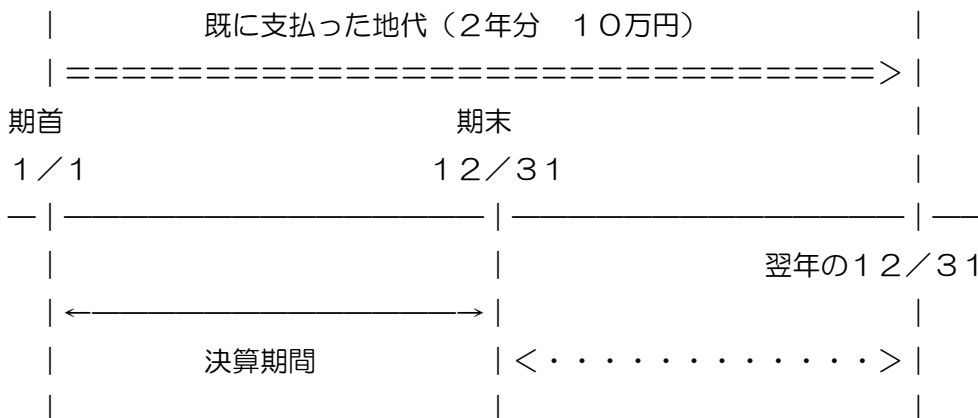 既に支払った地代（２年分　１０万円）
｜==============================>｜
期首　期末
１／１　１２／３１
翌年の１２／３１
｜←――――――――――――――→｜
決算期間　｜＜・・・・・・・・・・・・＞｜